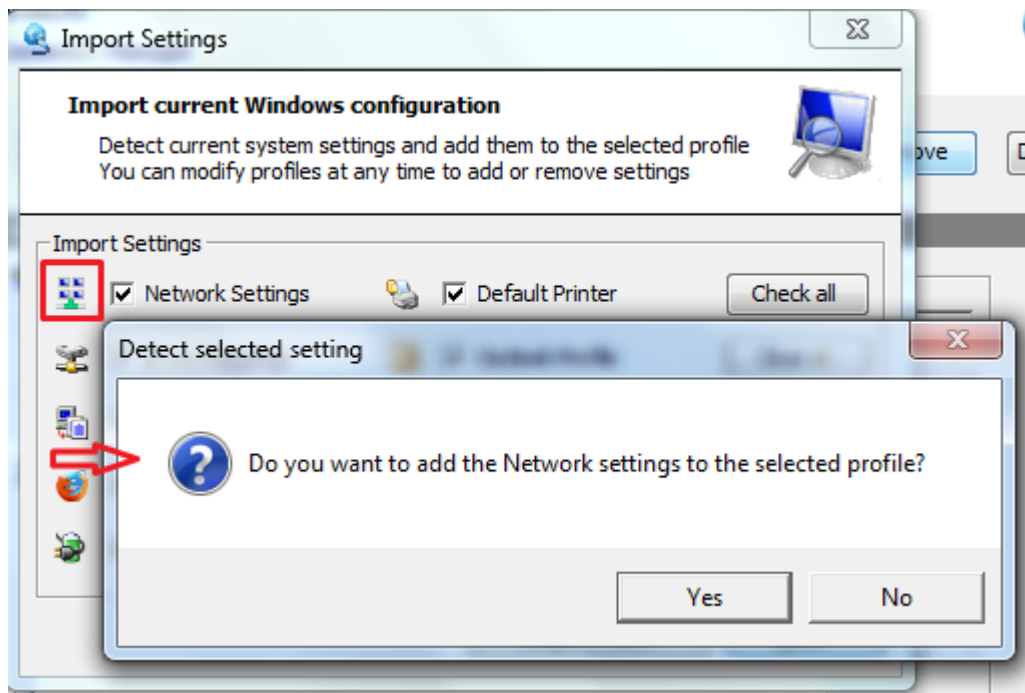 Import Settings
Import current Windows configuration
Detect current system settings and add them to the selected profile
You can modify profiles at any time to add or remove settings
Import Settings
Network Settings
Default Printer
Check all
Detect selected setting
Do you want to add the Network settings to the selected profile?
Yes
No